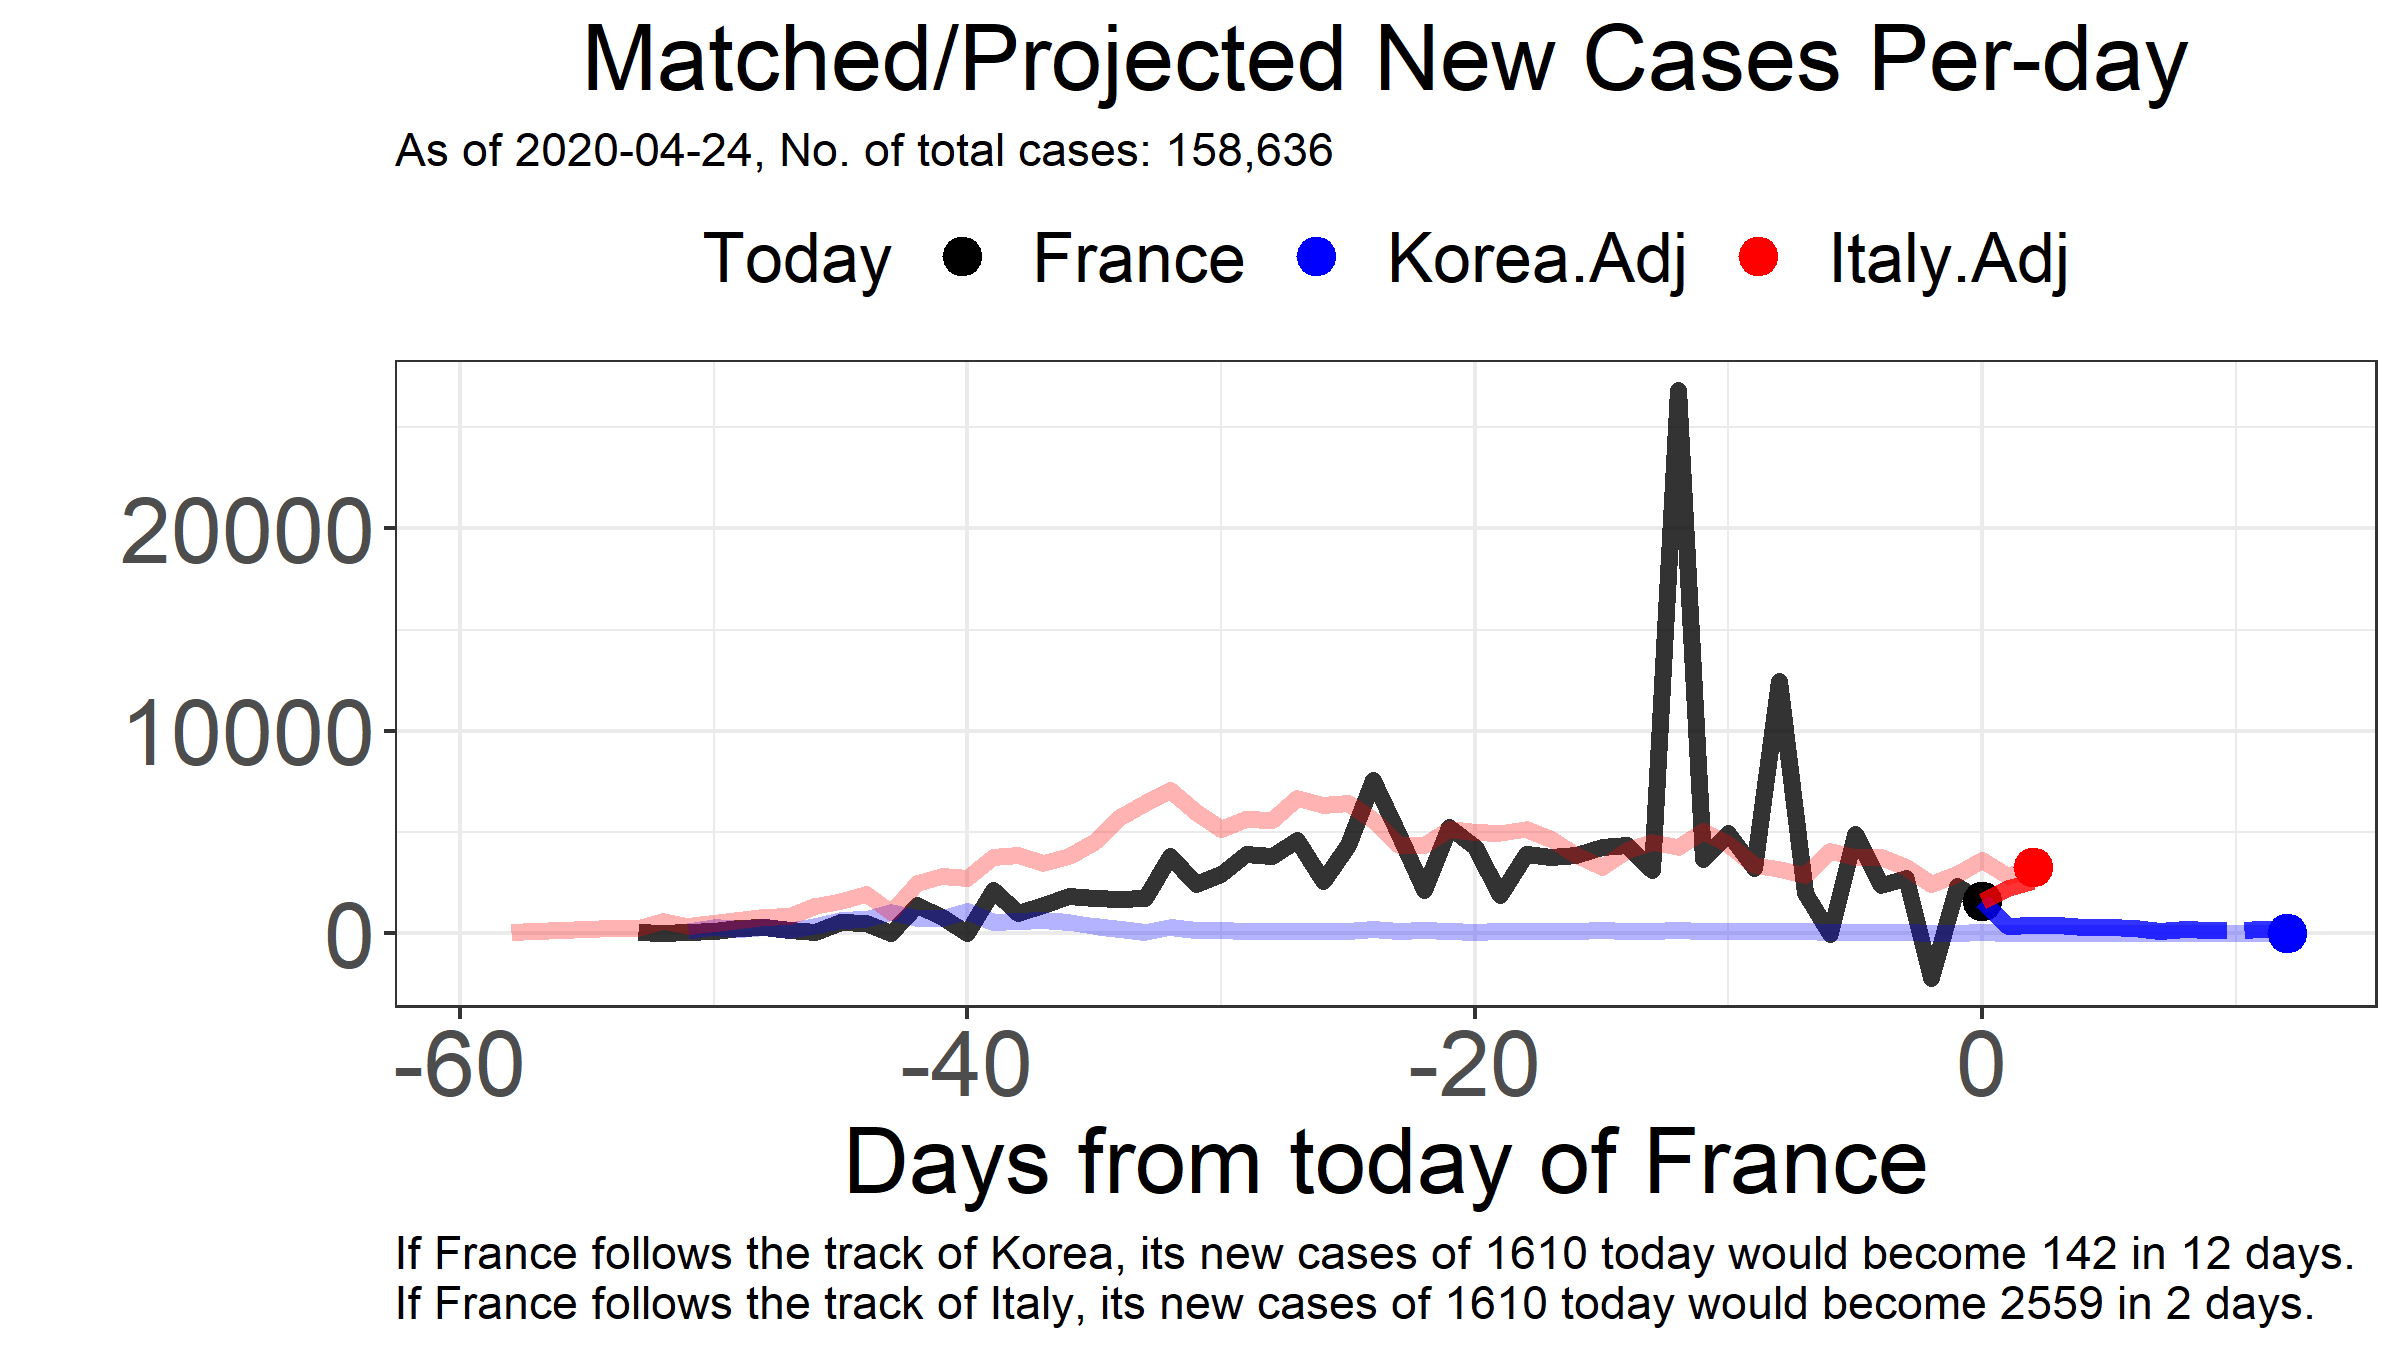 Matched/Projected New Cases Per-day
As of 2020-04-24, No. of total cases: 158,636
Today France Korea.Adj Italy.Adj
20000
10000
0
-60 -40 -20 0
Days from today of France
If France follows the track of Korea, its new cases of 1610 today would become 142 in 12 days.
If France follows the track of Italy, its new cases of 1610 today would become 2559 in 2 days.